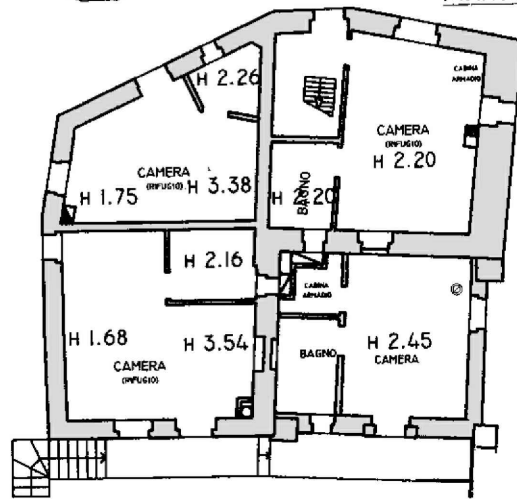 H 2.26
CABINA
ARMADIO
CAMERA
(RIFUGIO)
H 2.20
CAMERA
(RIFUGIO)
H 1.75
H 3.38
H 2.20
BAGNO
H 2.16
CABINA
ARMADIO
H 1.68
H 3.54
CAMERA
(RIFUGIO)
H 2.45
CAMERA
BAGNO